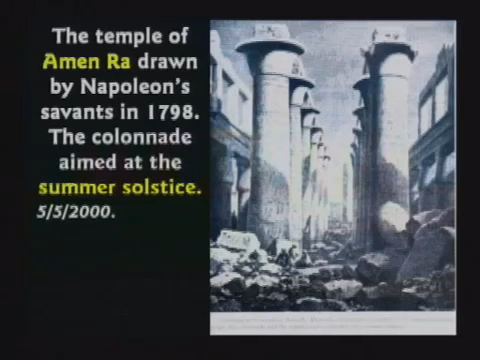 The temple of
Amen Ra drawn
by Napoleon's
savants in 1798.
The colonnade
aimed at the
summer solstice.
5/5/2000.